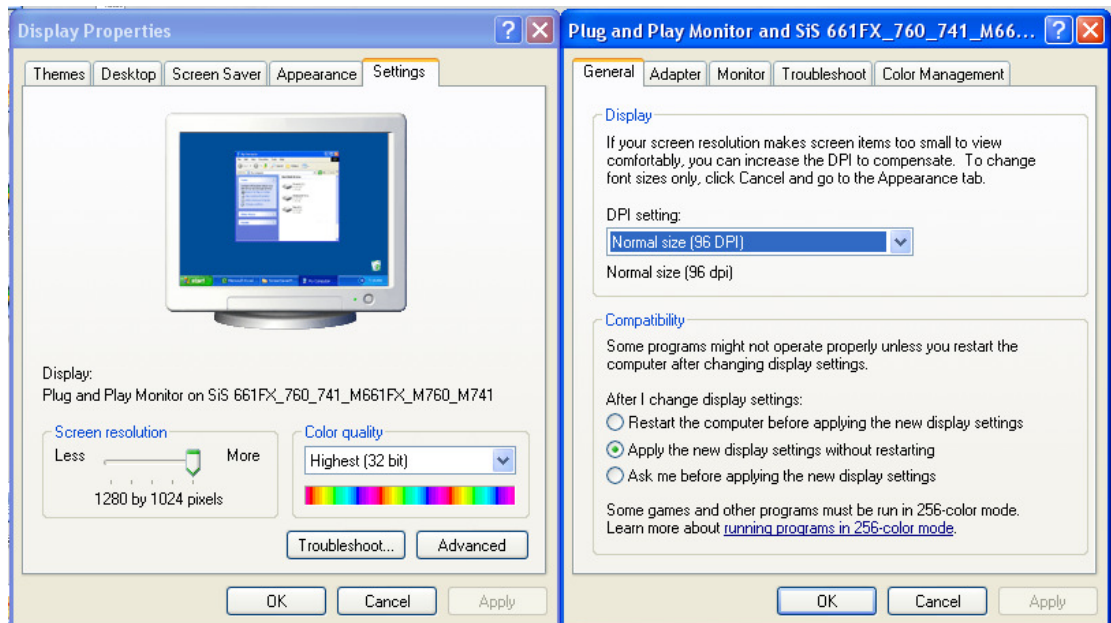 Display Properties
Themes Desktop Screen Saver Appearance Settings
Display:
Plug and Play Monitor on SiS 661FX_760_741_M661FX_M760_M741
Screen resolution
Less More
1280 by 1024 pixels
Color quality
Highest (32 bit)
Troubleshoot... Advanced
OK Cancel Apply
Plug and Play Monitor and SiS 661FX_760_741_M66...
General Adapter Monitor Troubleshoot Color Management
Display
If your screen resolution makes screen items too small to view
comfortably, you can increase the DPI to compensate. To change
font sizes only, click Cancel and go to the Appearance tab.
DPI setting:
Normal size (96 DPI)
Normal size (96 dpi)
Compatibility
Some programs might not operate properly unless you restart the
computer after changing display settings.
After I change display settings:
Restart the computer before applying the new display settings
Apply the new display settings without restarting
Ask me before applying the new display settings
Some games and other programs must be run in 256-color mode.
Learn more about running programs in 256-color mode.
OK Cancel Apply